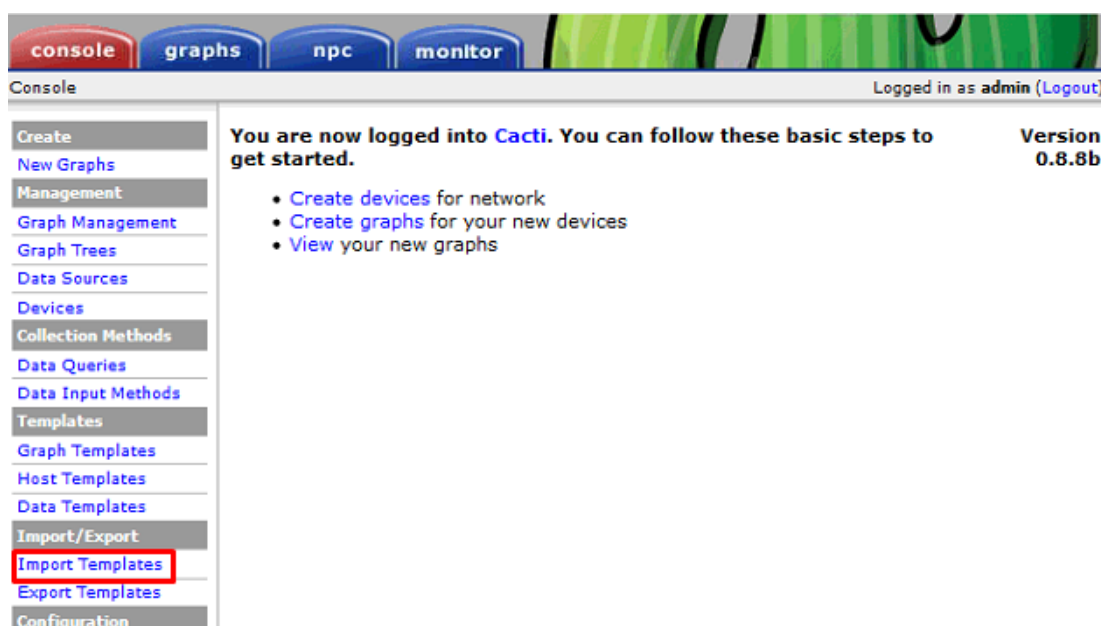 console graphs npc monitor
Console Logged in as admin (Logout)
Create
New Graphs
Management
Graph Management
Graph Trees
Data Sources
Devices
Collection Methods
Data Queries
Data Input Methods
Templates
Graph Templates
Host Templates
Data Templates
Import/Export
Import Templates
Export Templates
Configuration
You are now logged into Cacti. You can follow these basic steps to
get started.
Version
0.8.8b
• Create devices for network
• Create graphs for your new devices
• View your new graphs